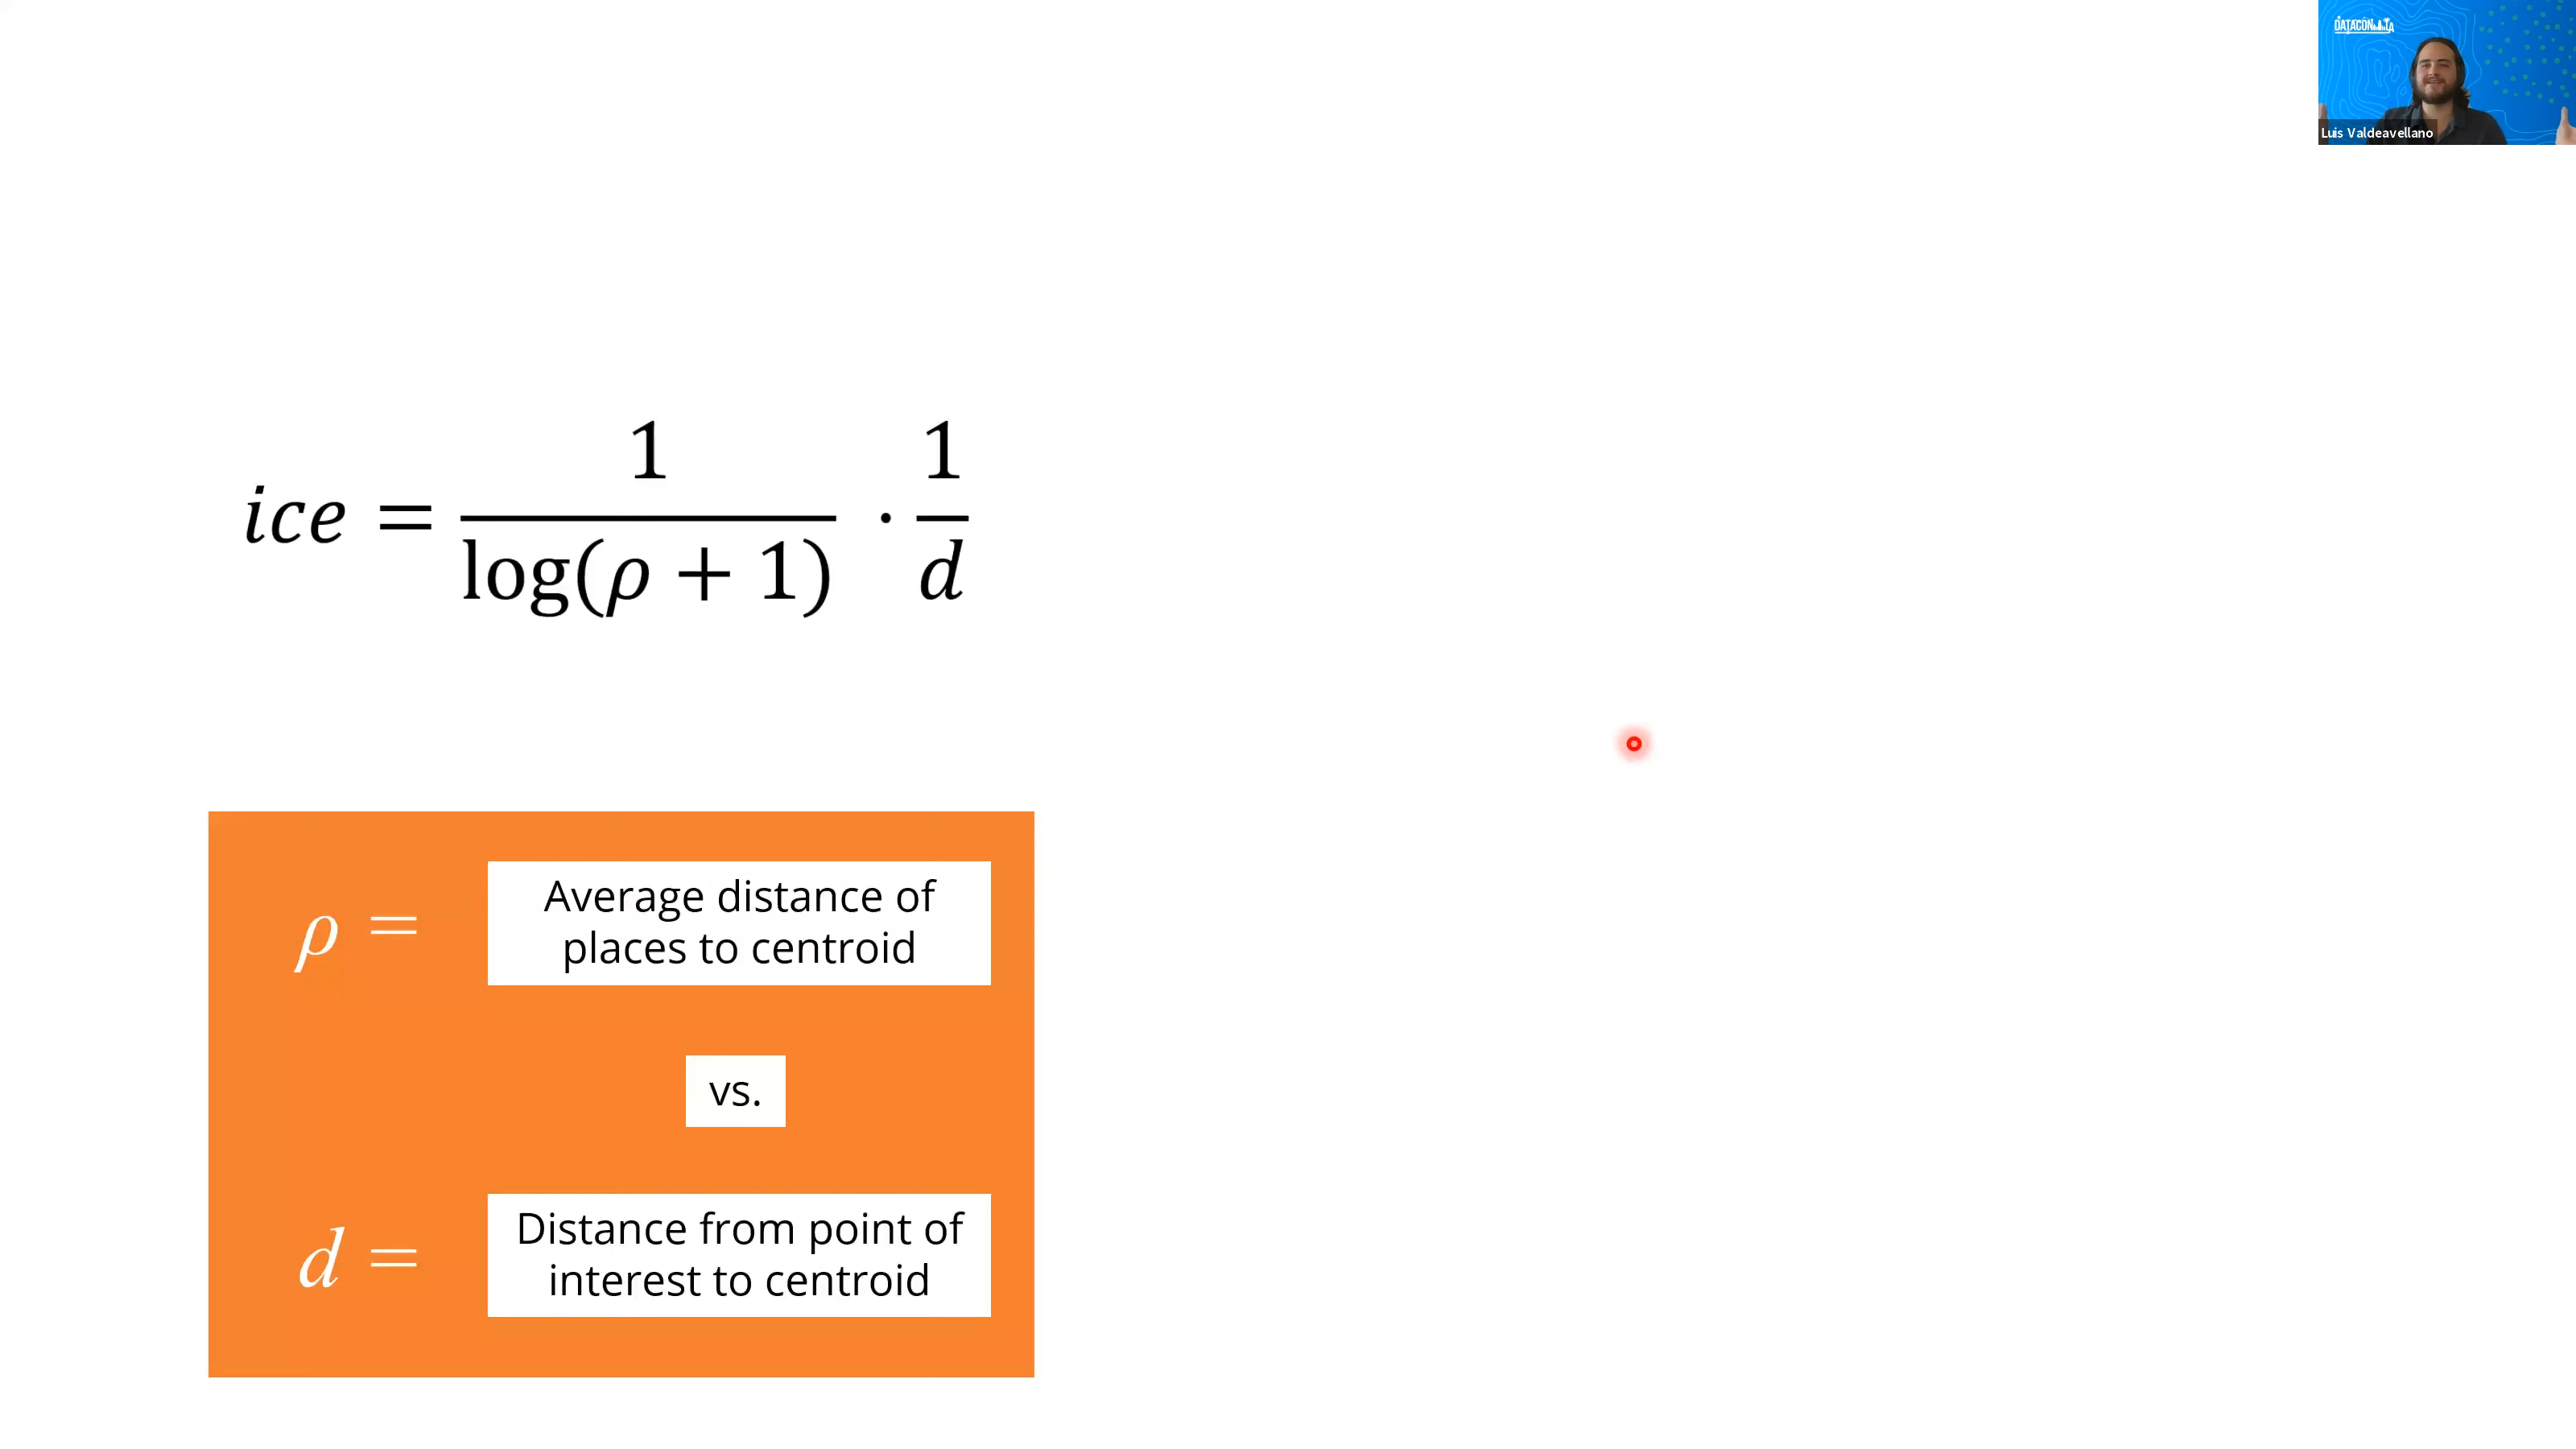 DATACON LA
Luis Valdeavellano
ice = 1/log(ρ + 1) · 1/d
ρ =
Average distance of
places to centroid
vs.
d =
Distance from point of
interest to centroid